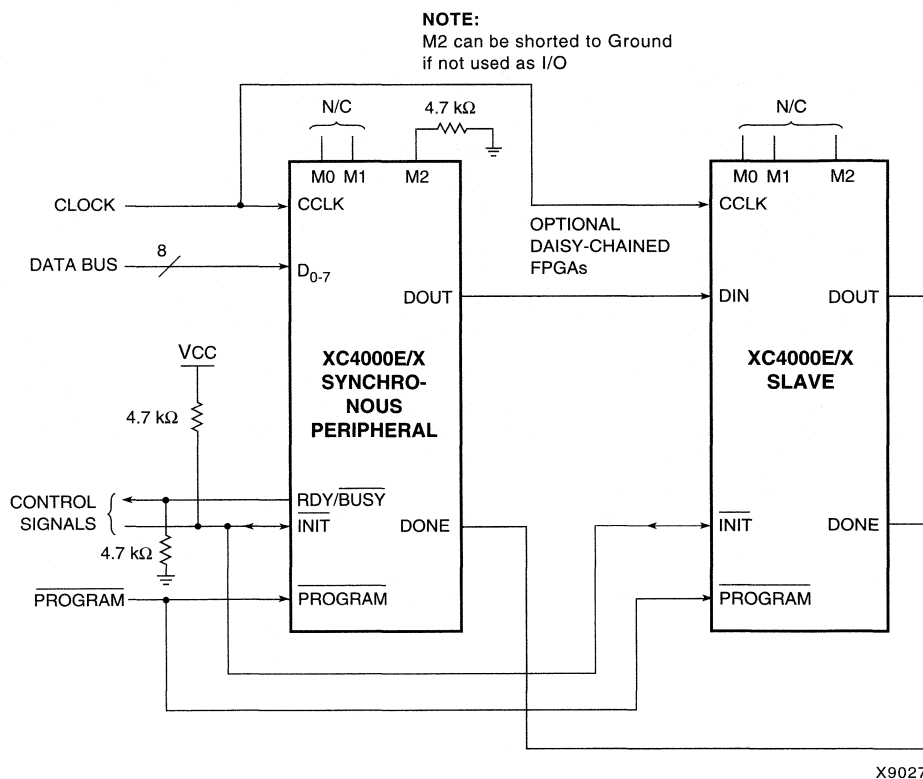 NOTE:
M2 can be shorted to Ground
if not used as I/O
N/C
4.7 kΩ
N/C
M0 M1 M2
M0 M1 M2
CLOCK
CCLK
CCLK
OPTIONAL
DAISY-CHAINED
FPGAs
DATA BUS
8
D0-7
DOUT
DIN
DOUT
VCC
XC4000E/X
SYNCHRO-
NOUS
PERIPHERAL
XC4000E/X
SLAVE
4.7 kΩ
CONTROL
SIGNALS
RDY/BUSY
INIT
DONE
INIT
DONE
4.7 kΩ
PROGRAM
PROGRAM
PROGRAM
X9027